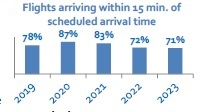 Flights arriving within 15 min. of
scheduled arrival time
78% 87% 83% 72% 71%
2019 2020 2021 2022 2023